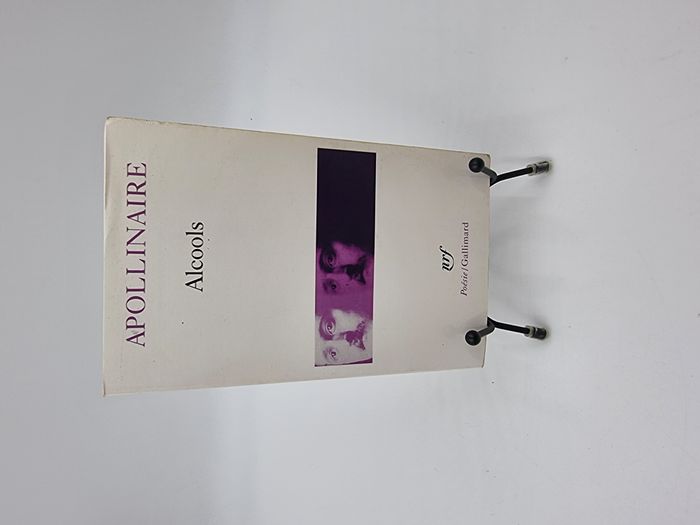 APOLLINAIRE
Alcools
nrf
Poésie/Gallimard